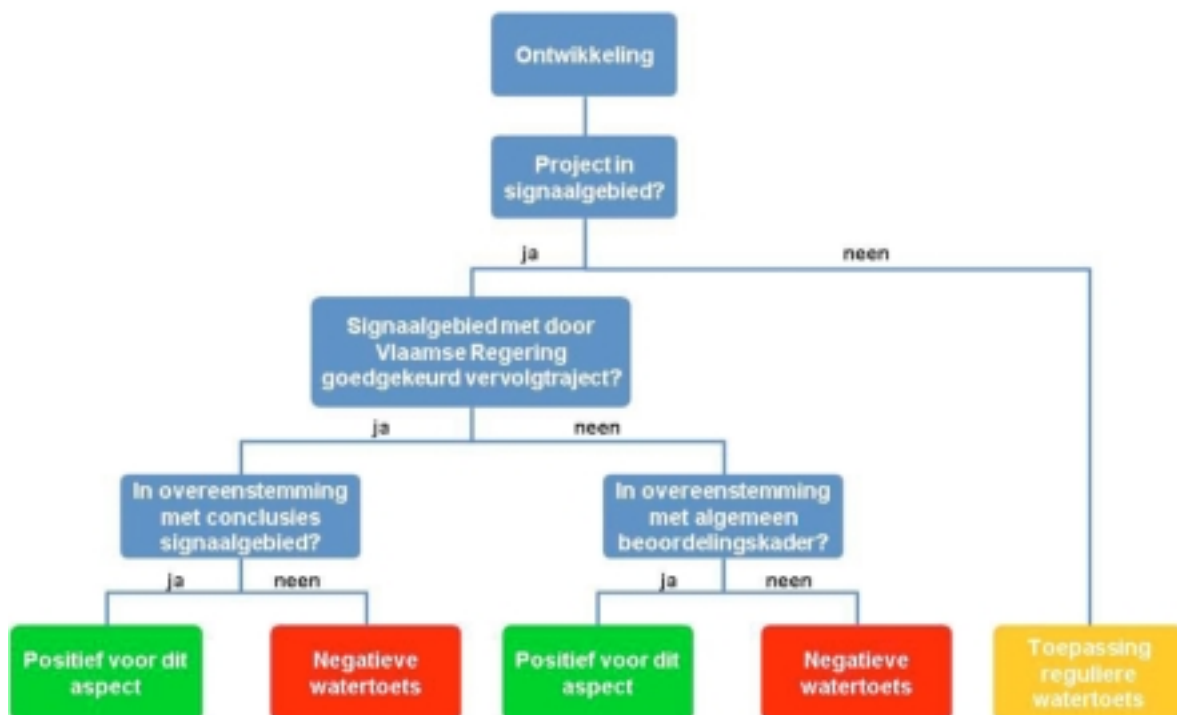 Ontwikkeling
Project in
signaalgebied?
ja
neen
Signaalgebied met door
Vlaamse Regering
goedgekeurd vervolgtraject?
ja
neen
In overeenstemming
met conclusies
signaalgebied?
In overeenstemming
met algemeen
beoordelingskader?
ja
neen
ja
neen
Positief voor dit
aspect
Negatieve
watertoets
Positief voor dit
aspect
Negatieve
watertoets
Toepassing
reguliere
watertoets